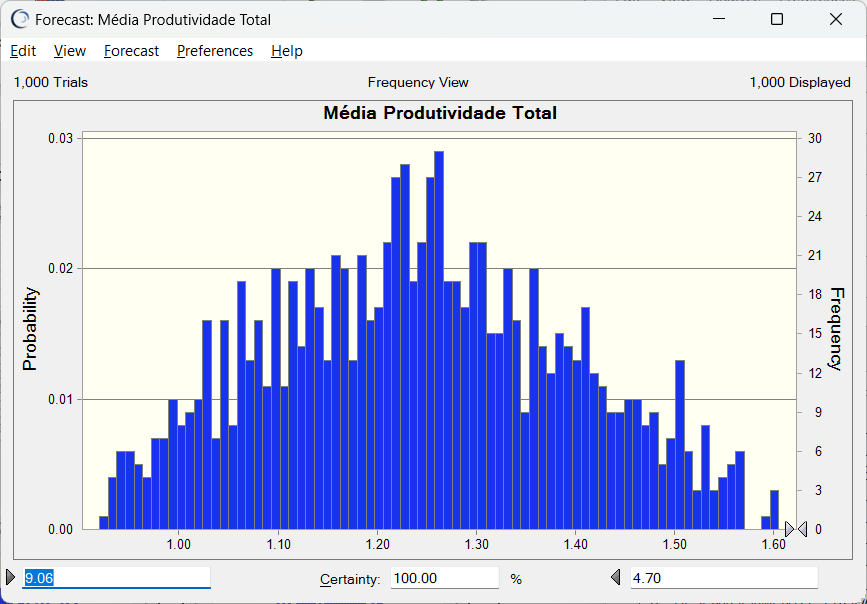 Forecast: Média Produtividade Total
Edit View Forecast Preferences Help
1,000 Trials Frequency View 1,000 Displayed
Média Produtividade Total
0.03 30
27
24
21
0.02
18
15
12
0.01
9
6
3
0.00 0
Probability
Frequency
1.00 1.10 1.20 1.30 1.40 1.50 1.60
9.06 Certainty: 100.00 % 4.70